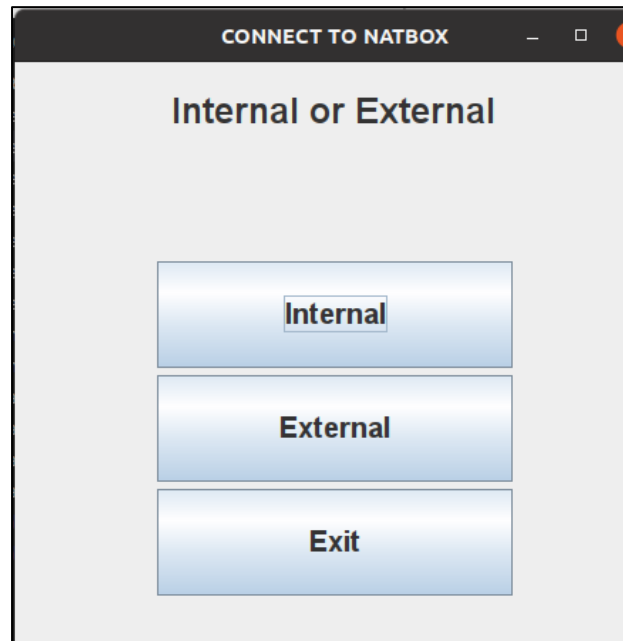 CONNECT TO NATBOX
Internal or External
Internal
External
Exit